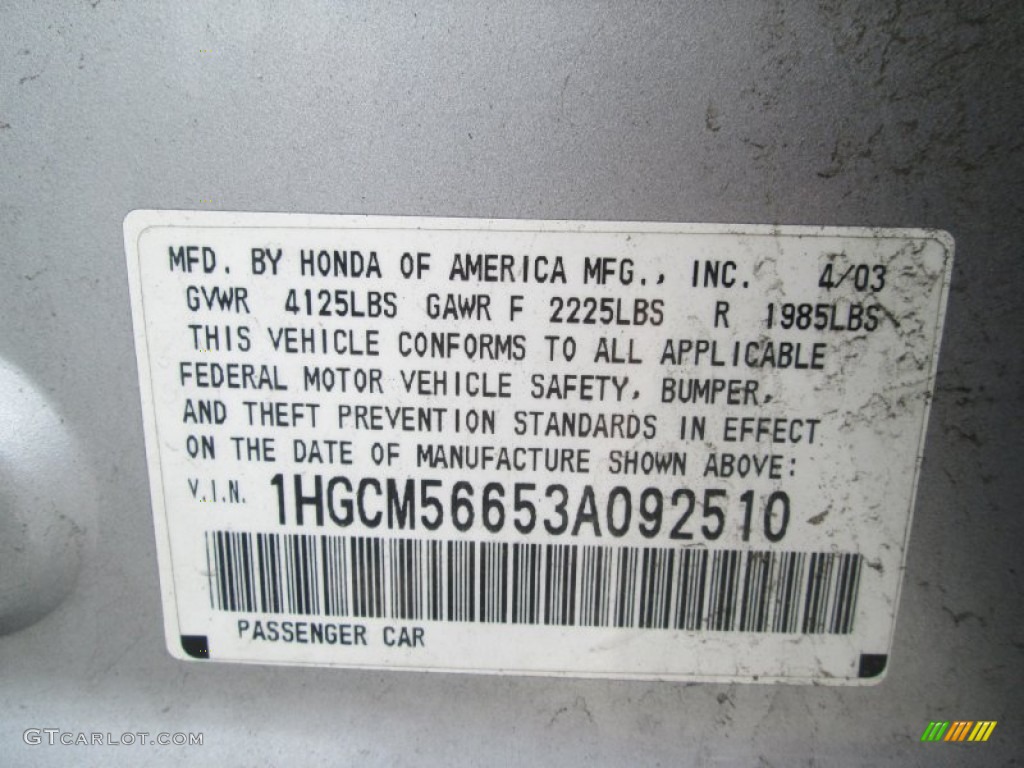 MFD. BY HONDA OF AMERICA MFG., INC. 4/03
GVWR 4125LBS GAWR F 2225LBS R 1985LBS
THIS VEHICLE CONFORMS TO ALL APPLICABLE
FEDERAL MOTOR VEHICLE SAFETY, BUMPER,
AND THEFT PREVENTION STANDARDS IN EFFECT
ON THE DATE OF MANUFACTURE SHOWN ABOVE:
V.I.N. 1HGCM56653A092510
PASSENGER CAR
GTCARLOT.COM